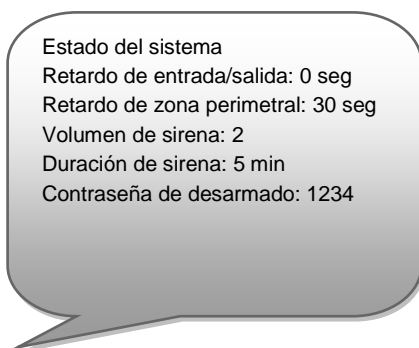 Estado del sistema
Retardo de entrada/salida: 0 seg
Retardo de zona perimetral: 30 seg
Volumen de sirena: 2
Duración de sirena: 5 min
Contraseña de desarmado: 1234